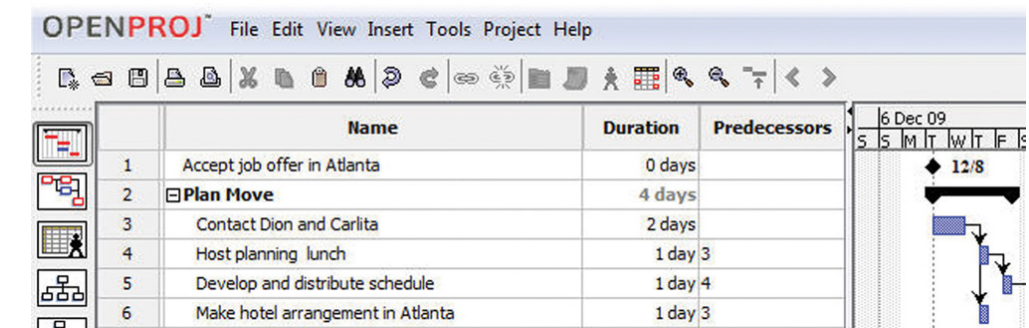 OPENPROJ™ File Edit View Insert Tools Project Help
Name Duration Predecessors 6 Dec 09
S S M T W T F S
1 Accept job offer in Atlanta 0 days 12/8
2 Plan Move 4 days
3 Contact Dion and Carlita 2 days
4 Host planning lunch 1 day 3
5 Develop and distribute schedule 1 day 4
6 Make hotel arrangement in Atlanta 1 day 3